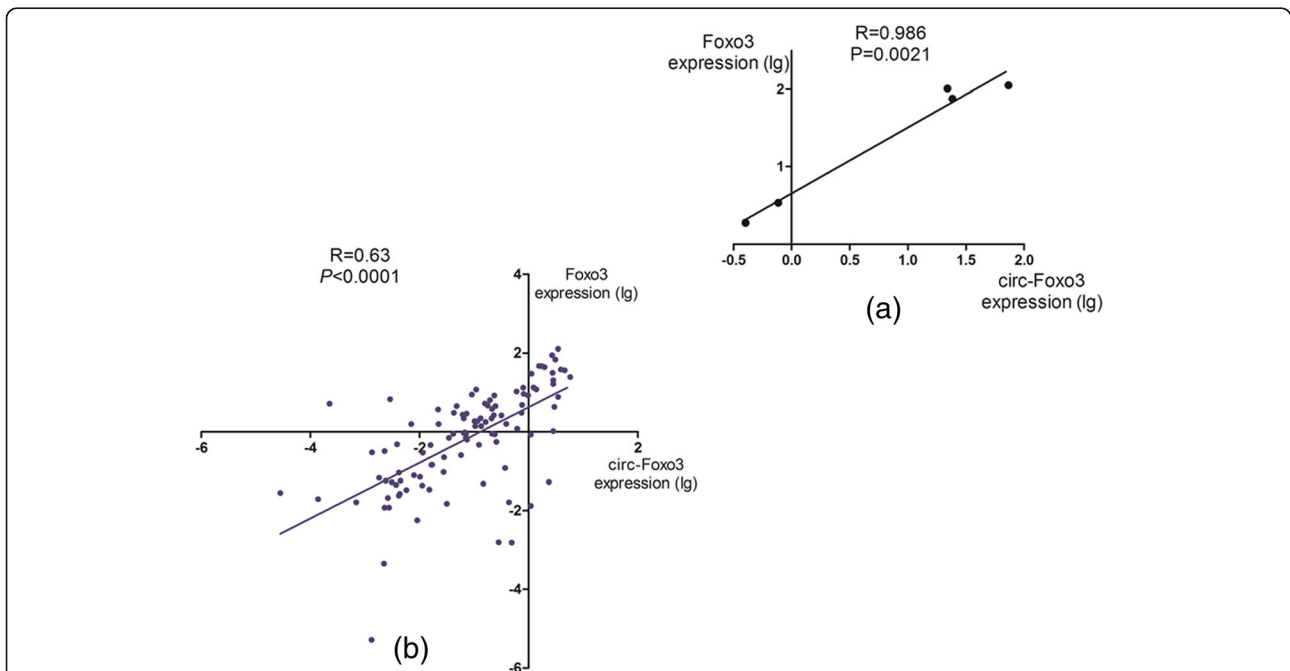 R=0.986
P=0.0021
Foxo3
expression (lg)
2
1
-0.5 0.0 0.5 1.0 1.5 2.0
circ-Foxo3
expression (lg)
(a)
R=0.63
P<0.0001
Foxo3
expression (lg)
4
2
-6 -4 -2 2
circ-Foxo3
expression (lg)
-2
-4
-6
(b)